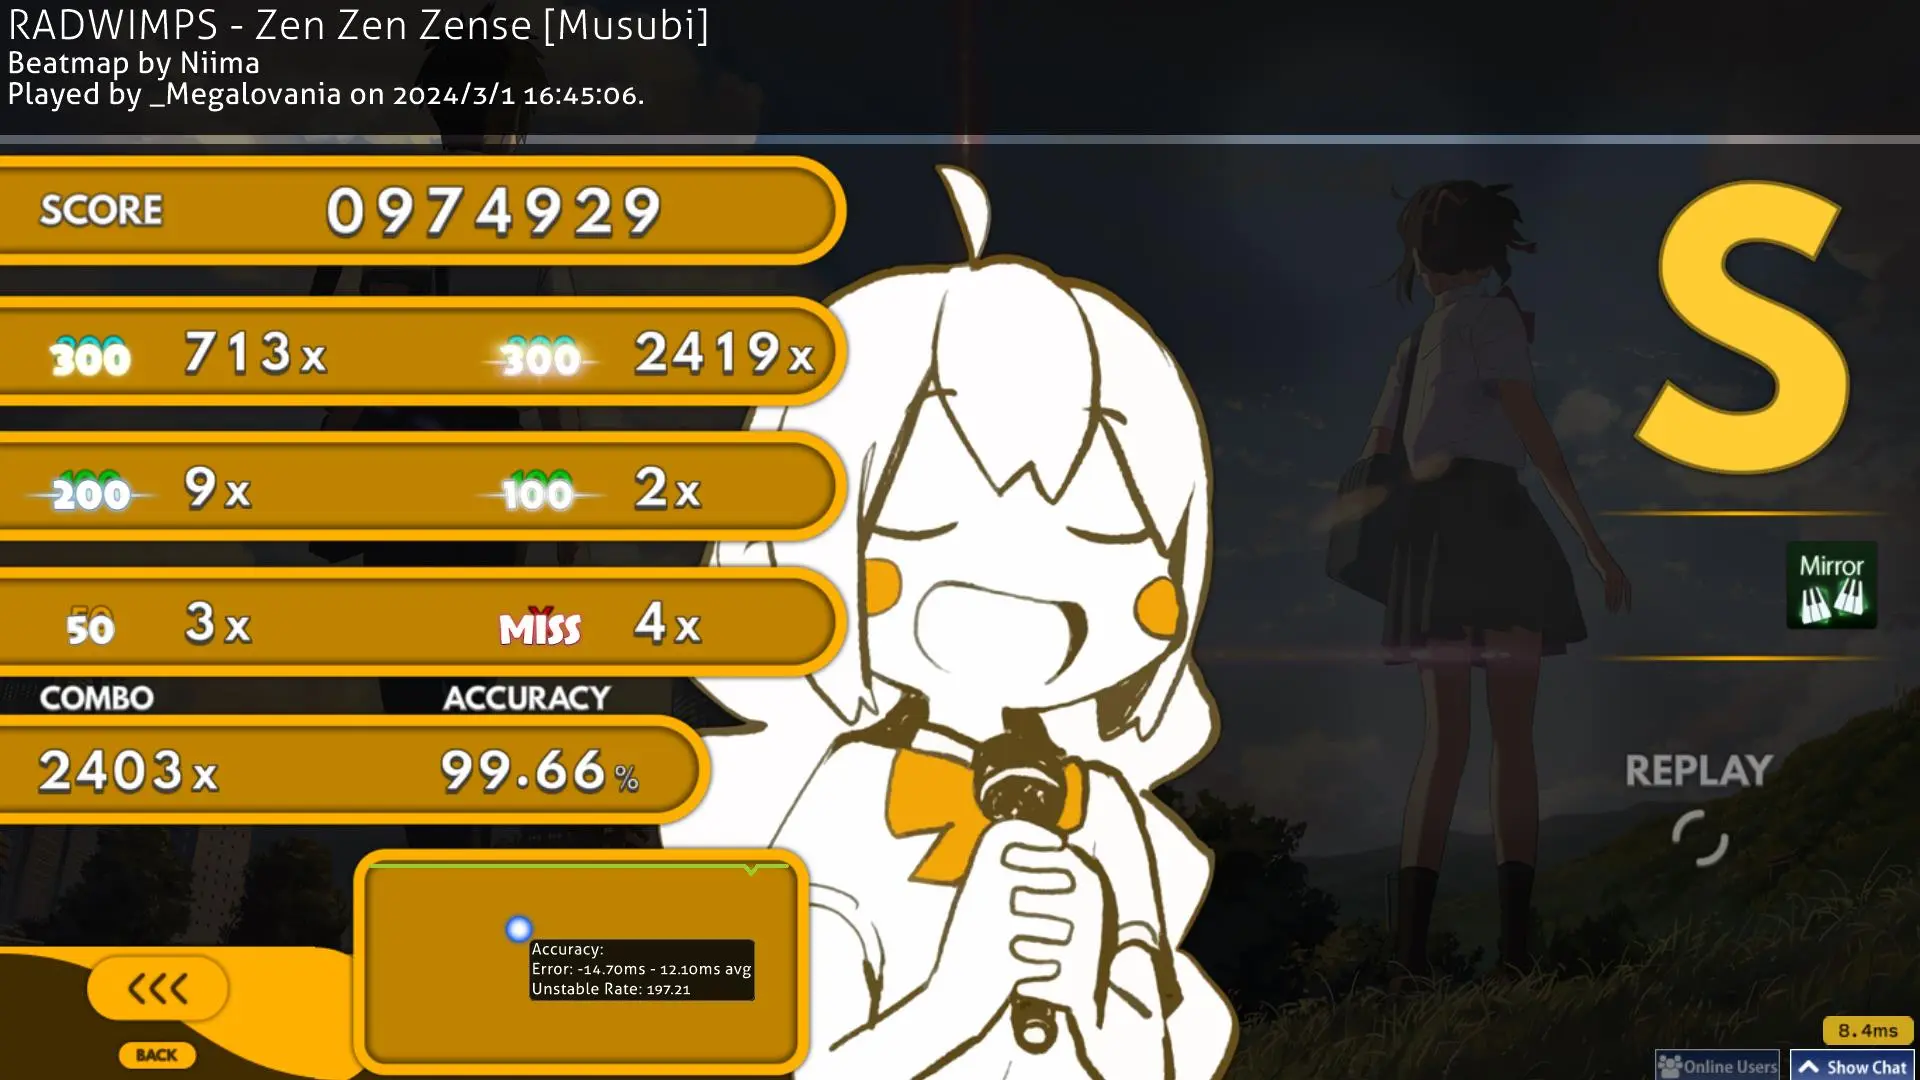 RADWIMPS - Zen Zen Zense [Musubi]
Beatmap by Niima
Played by _Megalovania on 2024/3/1 16:45:06.
SCORE 0974929
300 713x 300 2419x
200 9x 100 2x
50 3x MISS 4x
COMBO ACCURACY
2403x 99.66%
S
Mirror
REPLAY
Accuracy:
Error: -14.70ms - 12.10ms avg
Unstable Rate: 197.21
BACK
8.4ms
Online Users
Show Chat